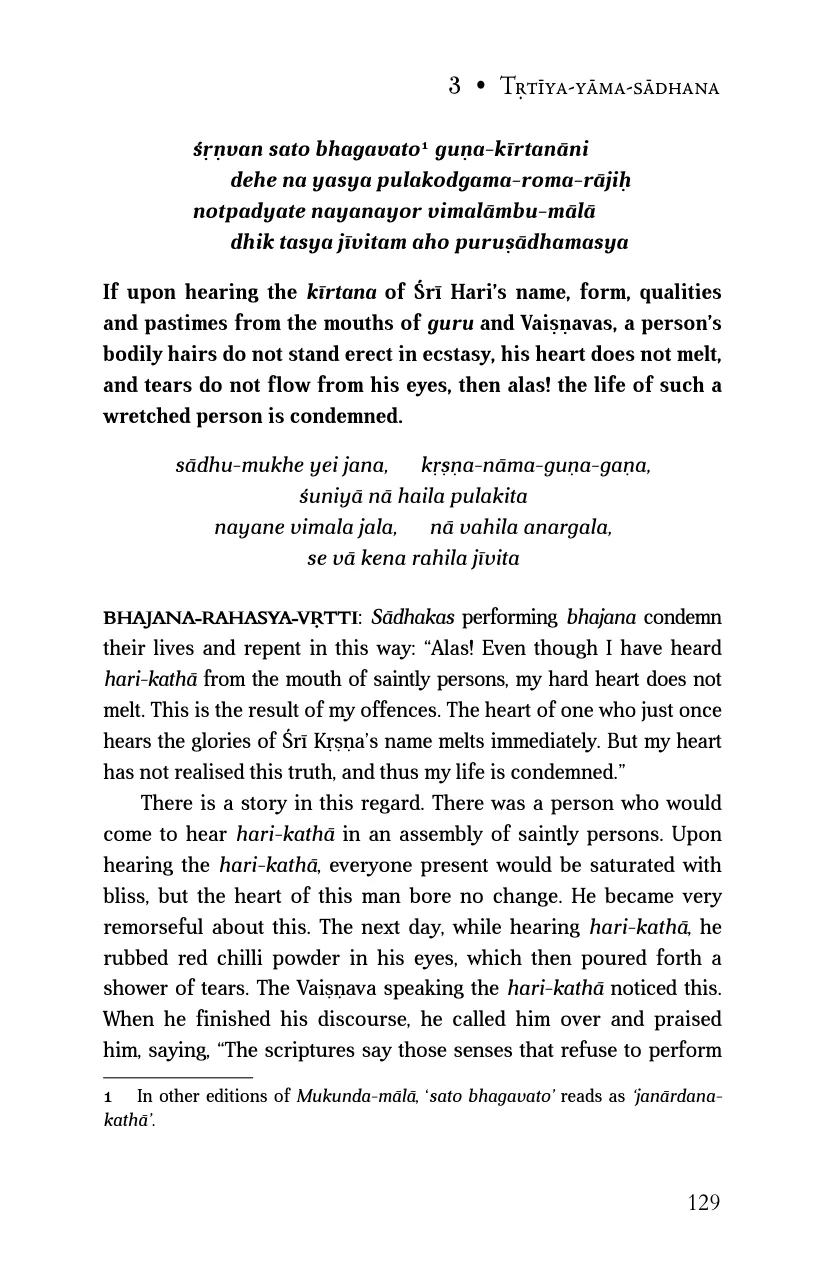 3 • Tṛtīya-yāma-sādhana
śṛṇvan sato bhagavato¹ guṇa-kīrtanāni
dehe na yasya pulakodgama-roma-rājiḥ
notpadyate nayanayor vimalāmbu-mālā
dhik tasya jīvitam aho puruṣādhamasya
If upon hearing the kīrtana of Śrī Hari’s name, form, qualities
and pastimes from the mouths of guru and Vaiṣṇavas, a person’s
bodily hairs do not stand erect in ecstasy, his heart does not melt,
and tears do not flow from his eyes, then alas! the life of such a
wretched person is condemned.
sādhu-mukhe yei jana, kṛṣṇa-nāma-guṇa-gaṇa,
śuniyā nā haila pulakita
nayane vimala jala, nā vahila anargala,
se vā kena rahila jīvita
BHAJANA-RAHASYA-VṚTTI: Sādhakas performing bhajana condemn
their lives and repent in this way: “Alas! Even though I have heard
hari-kathā from the mouth of saintly persons, my hard heart does not
melt. This is the result of my offences. The heart of one who just once
hears the glories of Śrī Kṛṣṇa’s name melts immediately. But my heart
has not realised this truth, and thus my life is condemned.”
There is a story in this regard. There was a person who would
come to hear hari-kathā in an assembly of saintly persons. Upon
hearing the hari-kathā, everyone present would be saturated with
bliss, but the heart of this man bore no change. He became very
remorseful about this. The next day, while hearing hari-kathā, he
rubbed red chilli powder in his eyes, which then poured forth a
shower of tears. The Vaiṣṇava speaking the hari-kathā noticed this.
When he finished his discourse, he called him over and praised
him, saying, “The scriptures say those senses that refuse to perform
1 In other editions of Mukunda-mālā, ‘sato bhagavato’ reads as ‘janārdana-
kathā’.
129